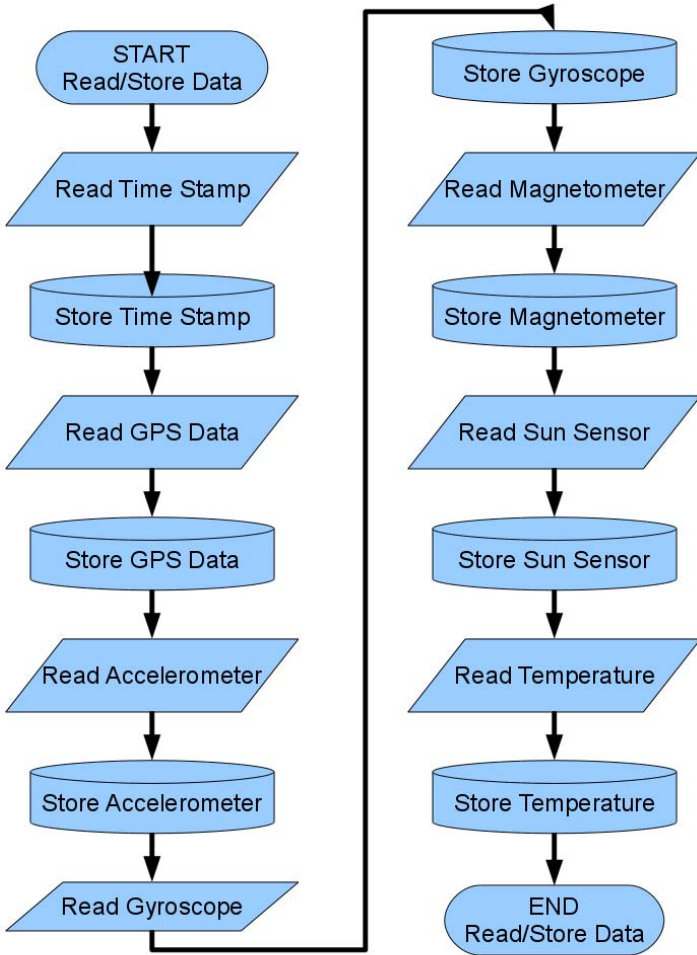 START
Read/Store Data
Read Time Stamp
Store Time Stamp
Read GPS Data
Store GPS Data
Read Accelerometer
Store Accelerometer
Read Gyroscope
Store Gyroscope
Read Magnetometer
Store Magnetometer
Read Sun Sensor
Store Sun Sensor
Read Temperature
Store Temperature
END
Read/Store Data